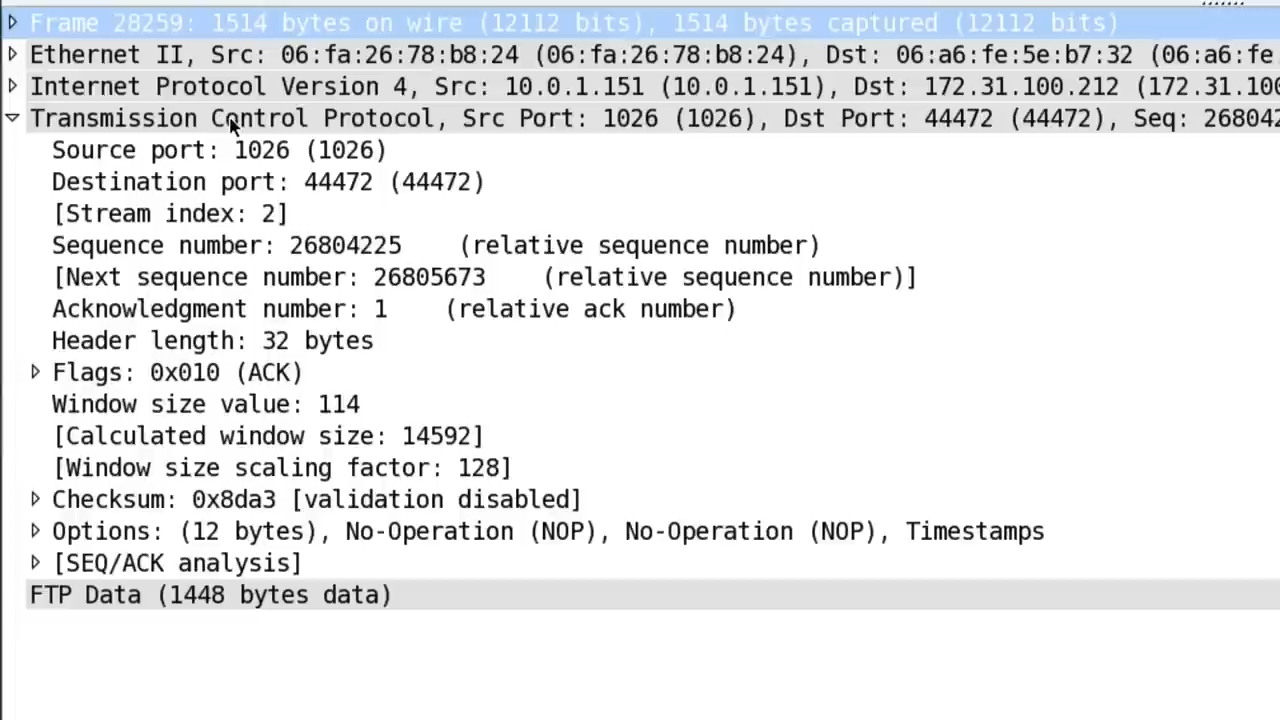 Frame 28259: 1514 bytes on wire (12112 bits), 1514 bytes captured (12112 bits)
Ethernet II, Src: 06:fa:26:78:b8:24 (06:fa:26:78:b8:24), Dst: 06:a6:fe:5e:b7:32 (06:a6:fe
Internet Protocol Version 4, Src: 10.0.1.151 (10.0.1.151), Dst: 172.31.100.212 (172.31.100
Transmission Control Protocol, Src Port: 1026 (1026), Dst Port: 44472 (44472), Seq: 268042
Source port: 1026 (1026)
Destination port: 44472 (44472)
[Stream index: 2]
Sequence number: 26804225 (relative sequence number)
[Next sequence number: 26805673 (relative sequence number)]
Acknowledgment number: 1 (relative ack number)
Header length: 32 bytes
Flags: 0x010 (ACK)
Window size value: 114
[Calculated window size: 14592]
[Window size scaling factor: 128]
Checksum: 0x8da3 [validation disabled]
Options: (12 bytes), No-Operation (NOP), No-Operation (NOP), Timestamps
[SEQ/ACK analysis]
FTP Data (1448 bytes data)